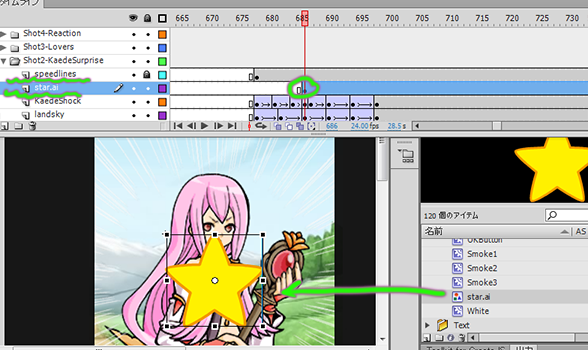 タイムライン
665 670 675 680 685 690 695 700 705 710 715 720 725 730
Shot4-Reaction
Shot3-Lovers
Shot2-KaedeSurprise
speedlines
star.ai
KaedeShock
landsky
686 24.00 fps 28.5 s
120 個のアイテム
名前 AS
OKButton
Smoke1
Smoke2
Smoke3
star.ai
White
Text